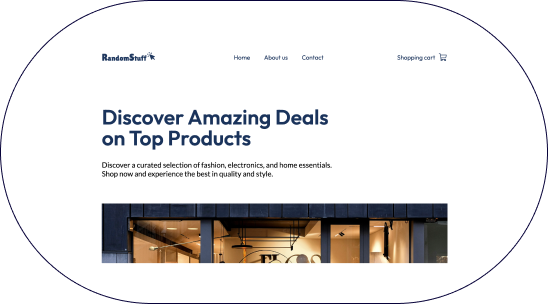 RandomStuff
Home
About us
Contact
Shopping cart
Discover Amazing Deals
on Top Products
Discover a curated selection of fashion, electronics, and home essentials.
Shop now and experience the best in quality and style.